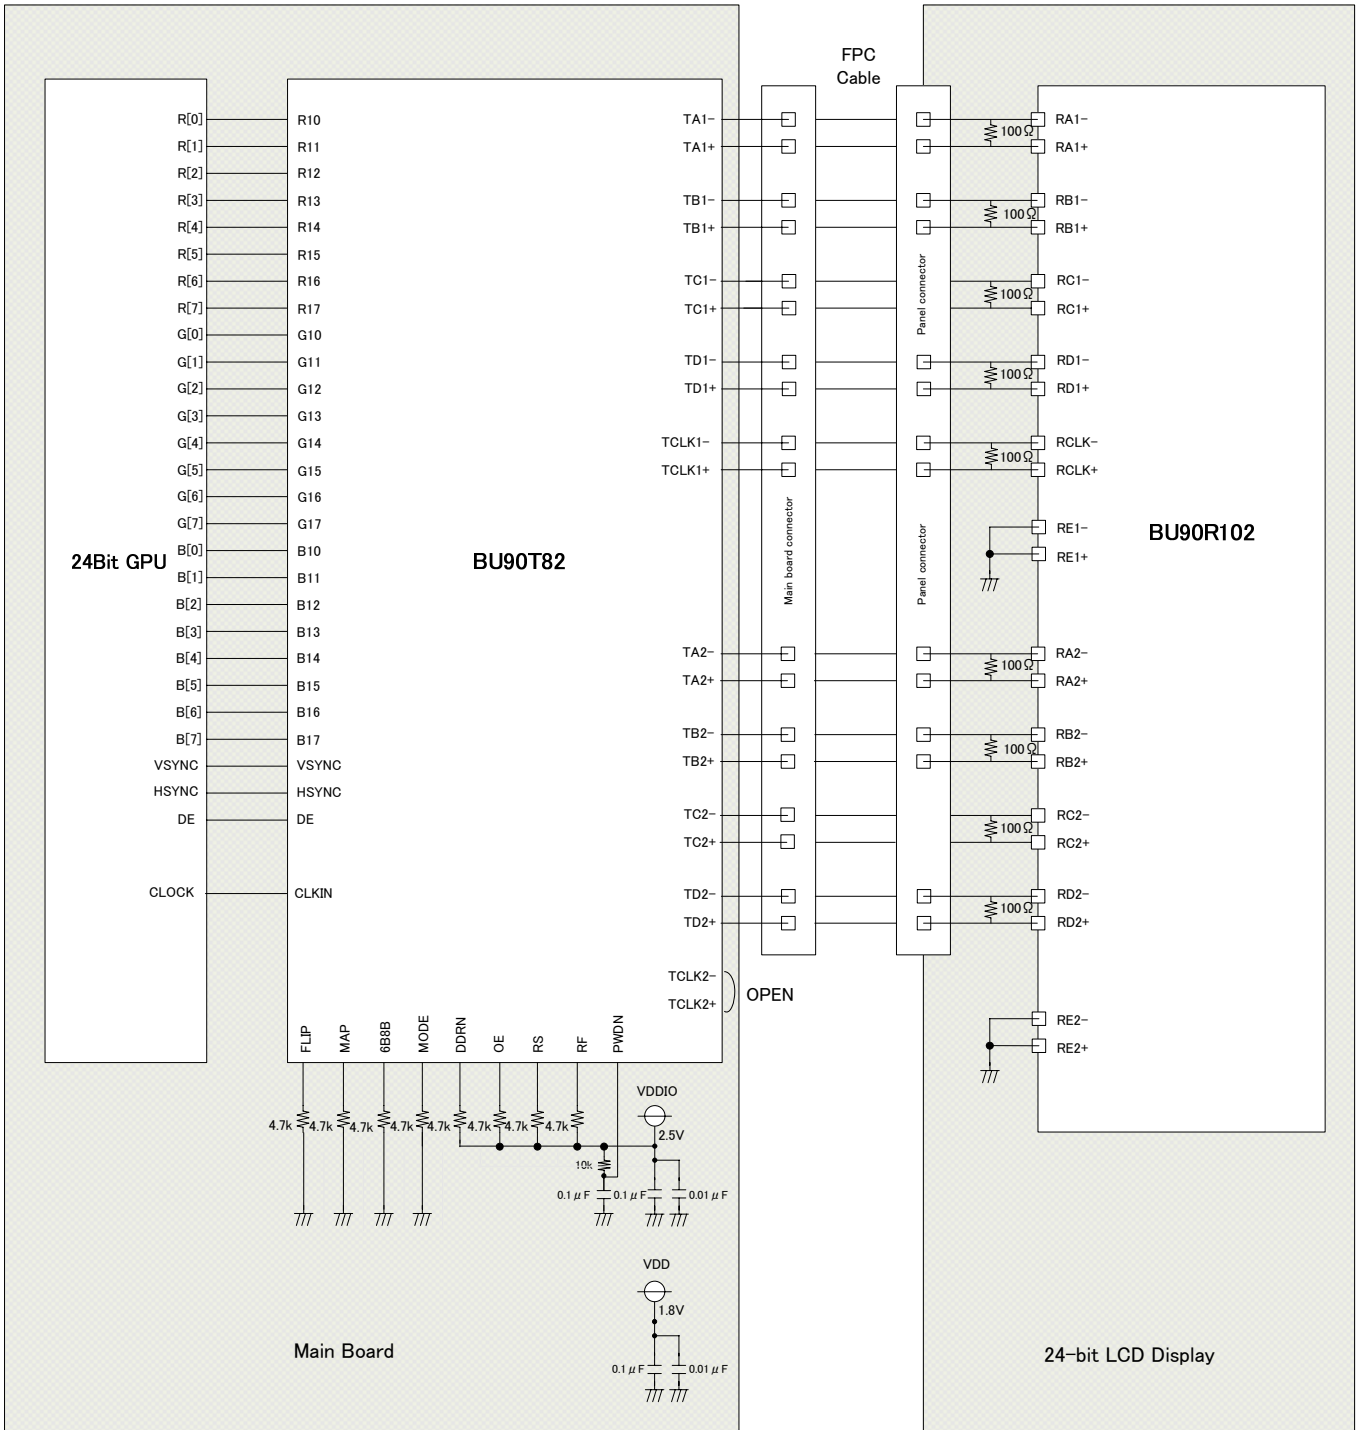 FPC
Cable
R[0]
R[1]
R[2]
R[3]
R[4]
R[5]
R[6]
R[7]
G[0]
G[1]
G[2]
G[3]
G[4]
G[5]
G[6]
G[7]
B[0]
B[1]
B[2]
B[3]
B[4]
B[5]
B[6]
B[7]
VSYNC
HSYNC
DE
CLOCK
24Bit GPU
R10
R11
R12
R13
R14
R15
R16
R17
G10
G11
G12
G13
G14
G15
G16
G17
B10
B11
B12
B13
B14
B15
B16
B17
VSYNC
HSYNC
DE
CLKIN
BU90T82
TA1-
TA1+
TB1-
TB1+
TC1-
TC1+
TD1-
TD1+
TCLK1-
TCLK1+
TA2-
TA2+
TB2-
TB2+
TC2-
TC2+
TD2-
TD2+
TCLK2-
TCLK2+
OPEN
FLIP
MAP
6B8B
MODE
DDRN
OE
RS
RF
PWDN
4.7k
4.7k
4.7k
4.7k
4.7k
4.7k
4.7k
4.7k
VDDIO
2.5V
10k
0.1μF
0.1μF
0.01μF
VDD
1.8V
0.1μF
0.01μF
Main Board
Main board connector
Panel connector
Panel connector
100Ω
100Ω
100Ω
100Ω
100Ω
100Ω
100Ω
100Ω
100Ω
RA1-
RA1+
RB1-
RB1+
RC1-
RC1+
RD1-
RD1+
RCLK-
RCLK+
RE1-
RE1+
RA2-
RA2+
RB2-
RB2+
RC2-
RC2+
RD2-
RD2+
RE2-
RE2+
BU90R102
24-bit LCD Display